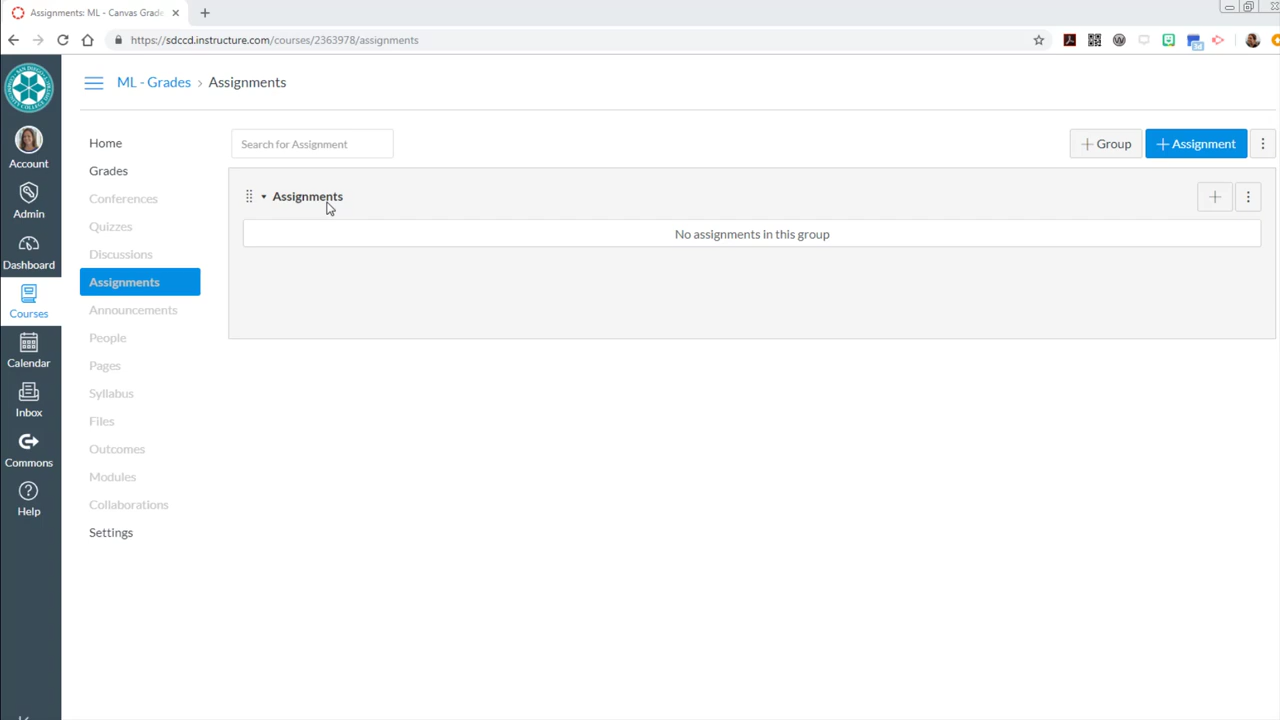 Assignments: ML - Canvas Grade
https://sdccd.instructure.com/courses/2363978/assignments
ML - Grades › Assignments
Account
Admin
Dashboard
Courses
Calendar
Inbox
Commons
Help
Home
Grades
Conferences
Quizzes
Discussions
Assignments
Announcements
People
Pages
Syllabus
Files
Outcomes
Modules
Collaborations
Settings
Search for Assignment
+ Group
+ Assignment
Assignments
No assignments in this group